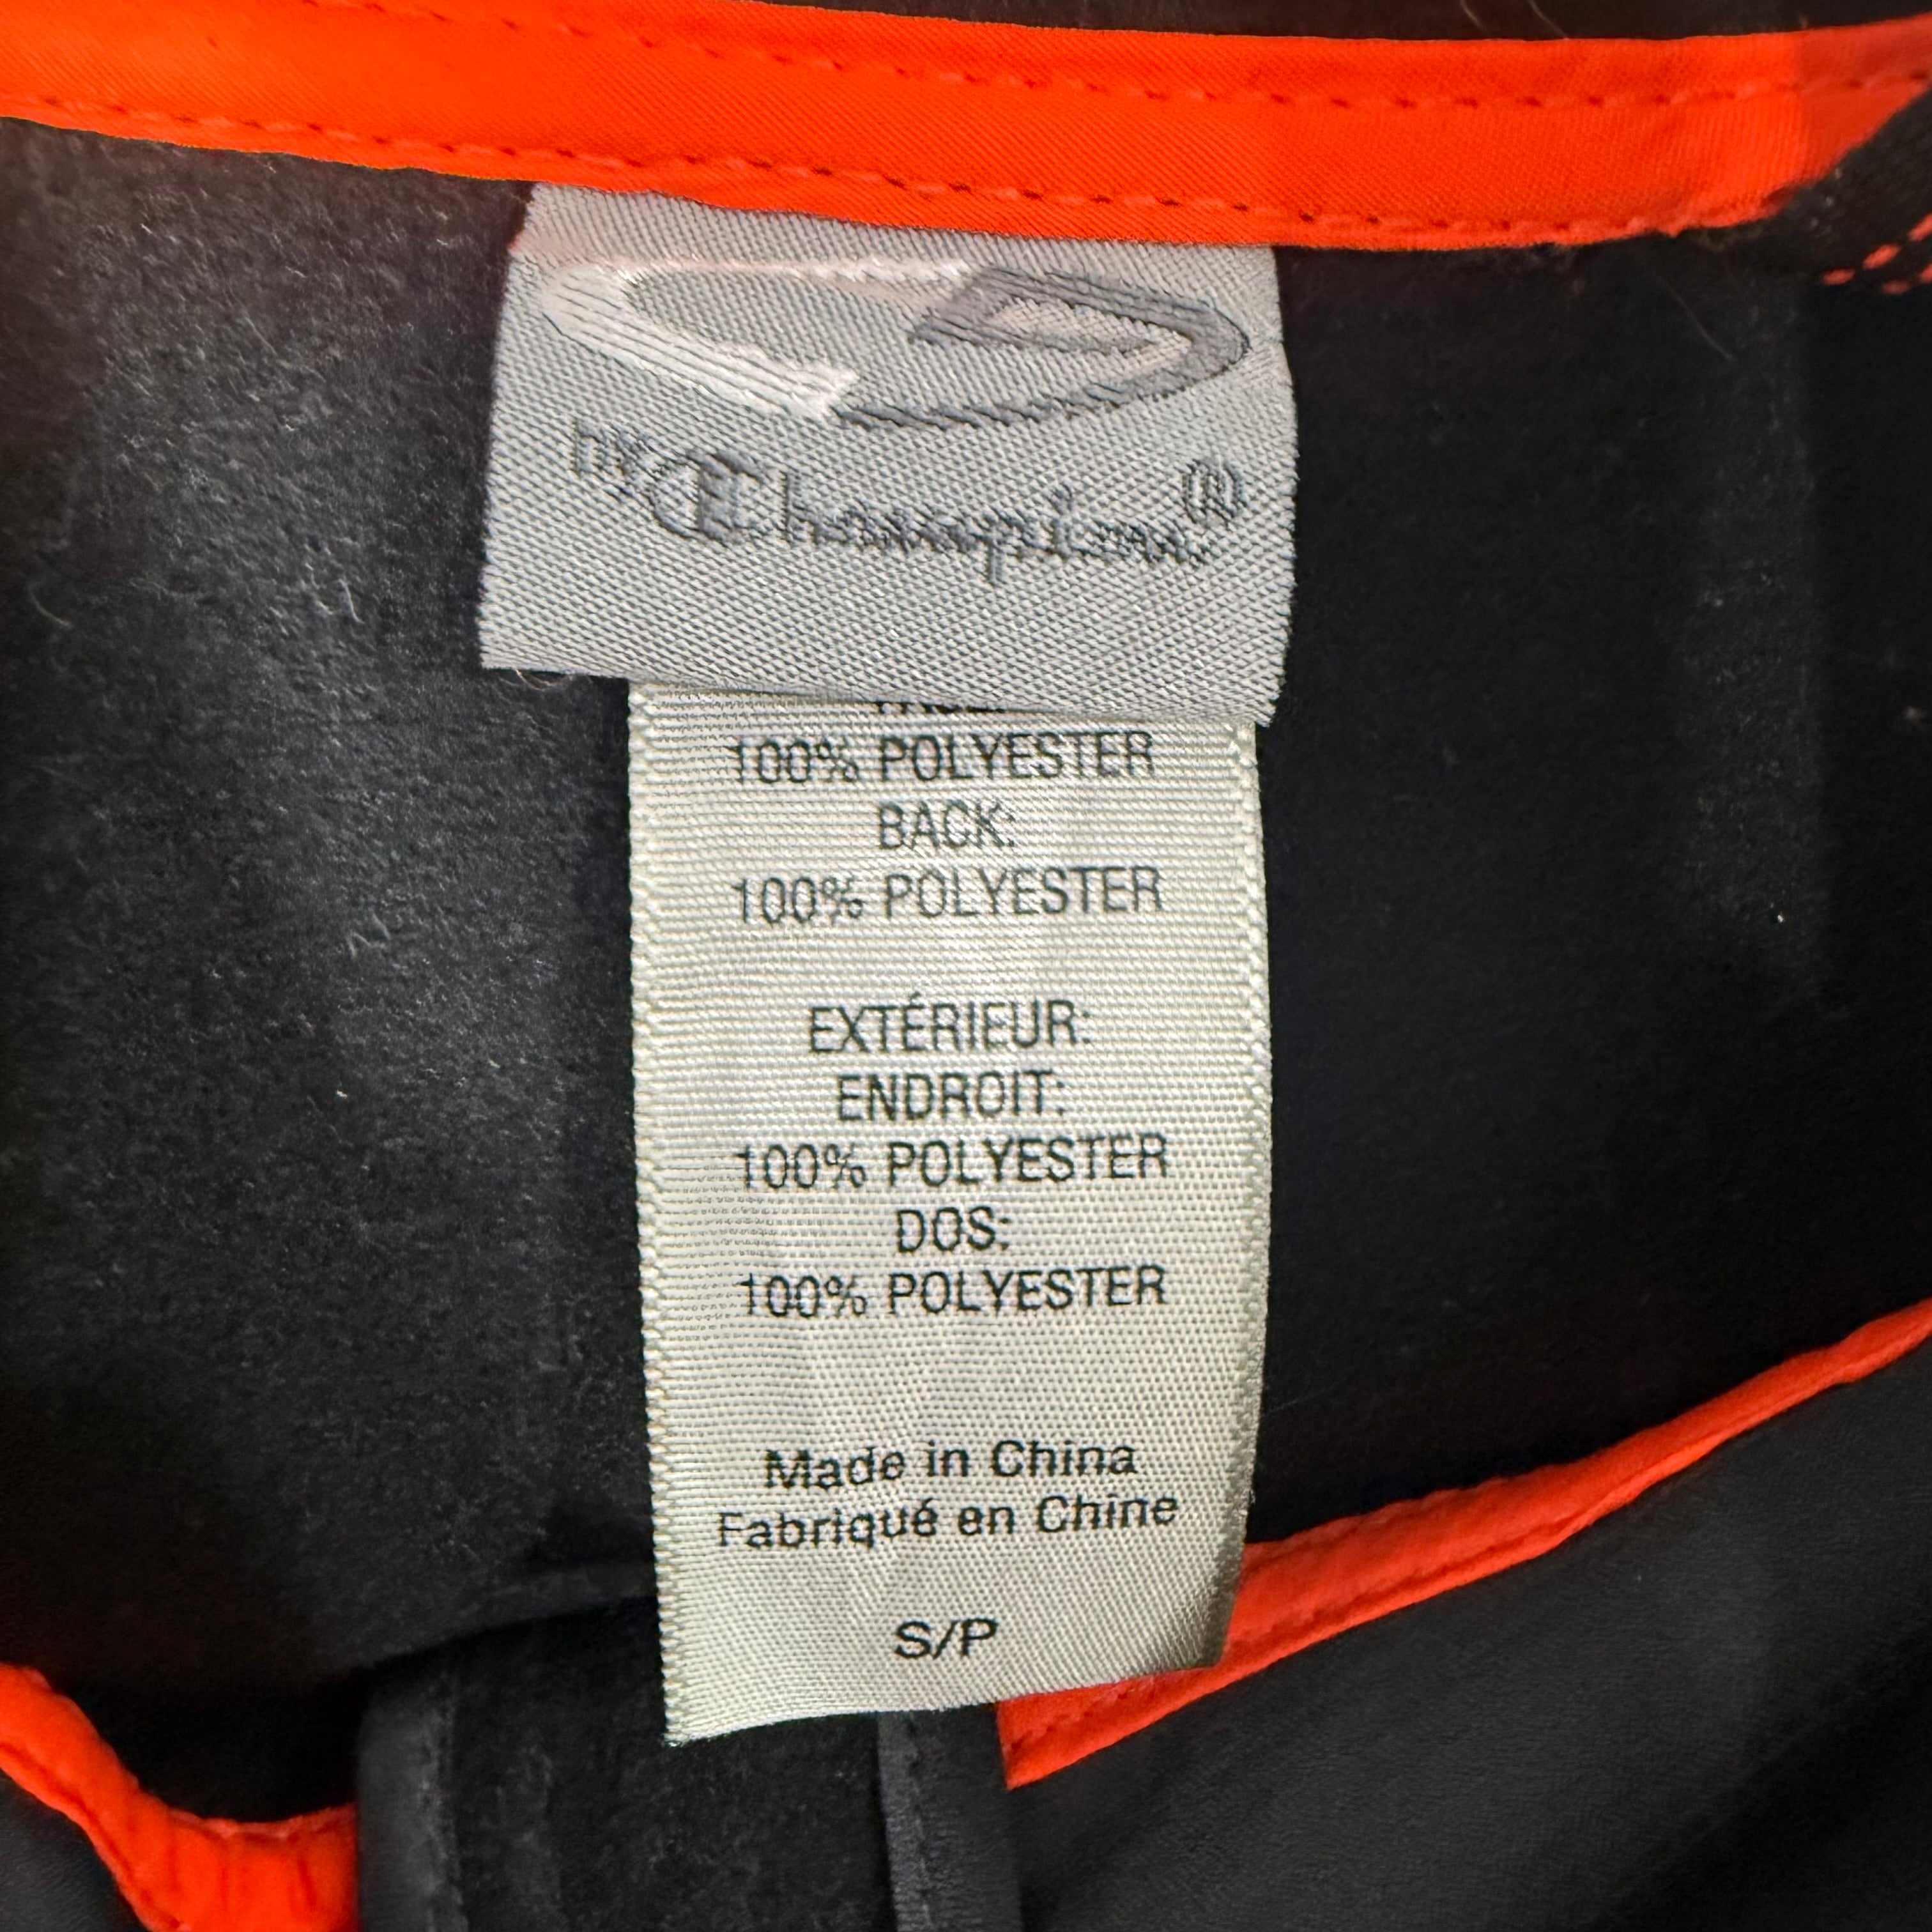 by Champion®
100% POLYESTER
BACK:
100% POLYESTER
EXTÉRIEUR:
ENDROIT:
100% POLYESTER
DOS:
100% POLYESTER
Made in China
Fabriqué en Chine
S/P